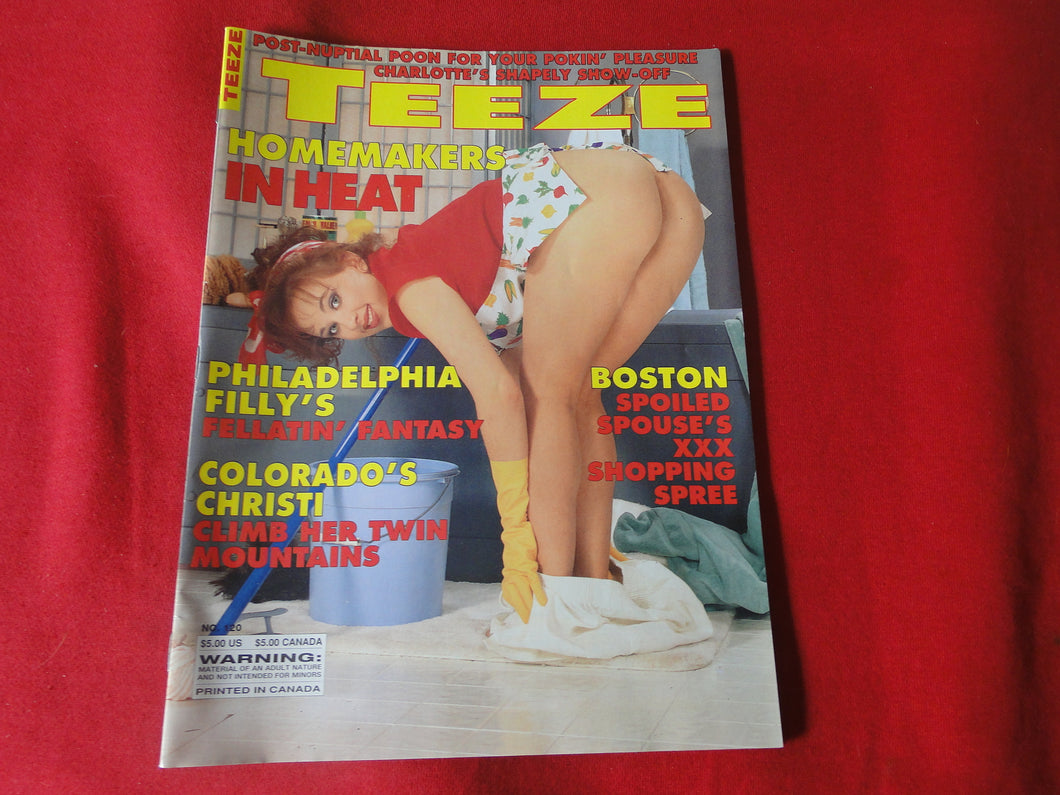 TEEZE
POST-NUPTIAL POON FOR YOUR POKIN' PLEASURE
CHARLOTTE'S SHAPELY SHOW-OFF
TEEZE
HOMEMAKERS
IN HEAT
PHILADELPHIA
FILLY'S
FELLATIN' FANTASY
BOSTON
SPOILED
SPOUSE'S
XXX
SHOPPING
SPREE
COLORADO'S
CHRISTI
CLIMB HER TWIN
MOUNTAINS
NO. 120
$5.00 US $5.00 CANADA
WARNING:
MATERIAL OF AN ADULT NATURE
AND NOT INTENDED FOR MINORS
PRINTED IN CANADA